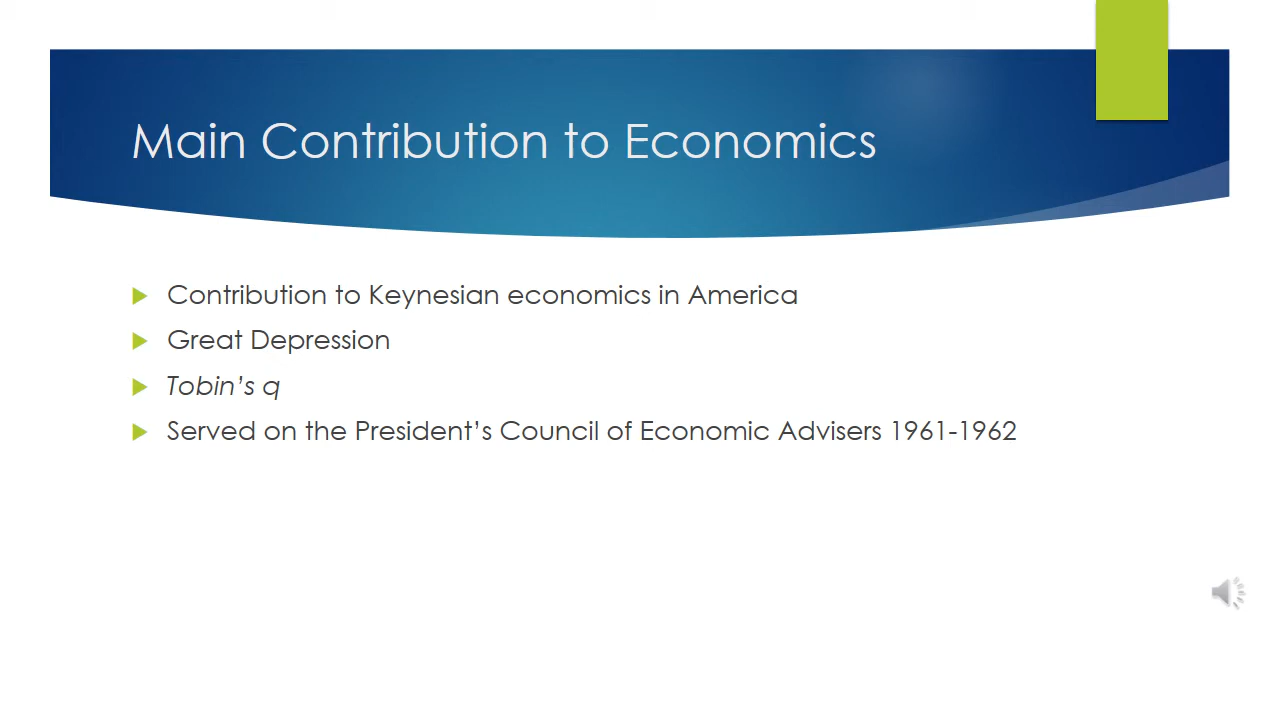 Main Contribution to Economics
Contribution to Keynesian economics in America
Great Depression
Tobin’s q
Served on the President’s Council of Economic Advisers 1961-1962